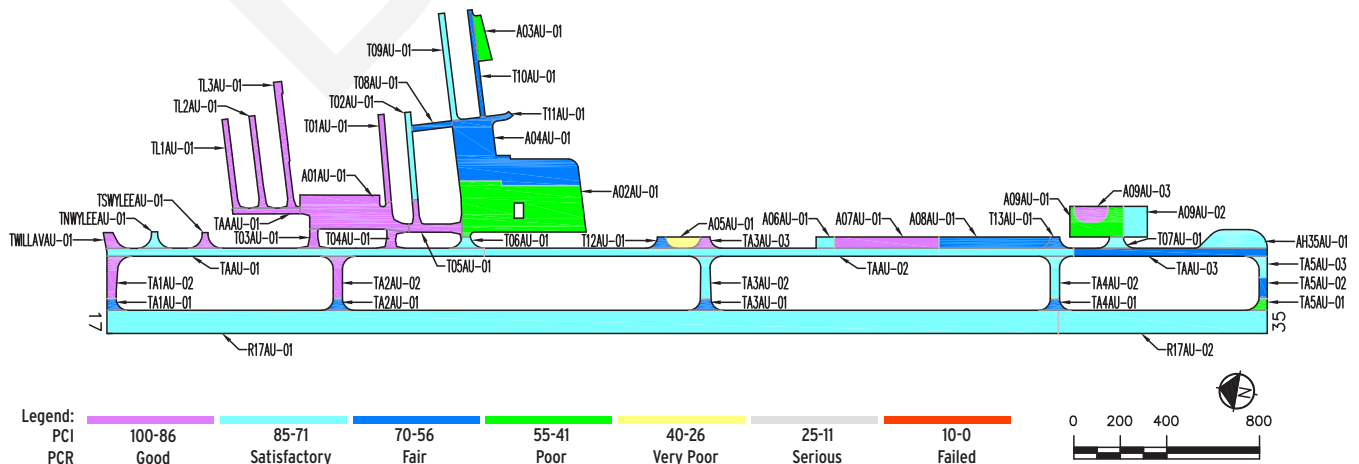 A03AU-01
T09AU-01
T10AU-01
T08AU-01
TL3AU-01
T02AU-01
TL2AU-01
T11AU-01
T01AU-01
A04AU-01
TL1AU-01
A01AU-01
A02AU-01
TSWYLEEAU-01
TNWYLEEAU-01
TAAAU-01
TWILLAVAU-01
T03AU-01
T04AU-01
T05AU-01
T06AU-01
T12AU-01
A05AU-01
TA3AU-03
A06AU-01
A07AU-01
A08AU-01
T13AU-01
A09AU-01
A09AU-03
A09AU-02
T07AU-01
AH35AU-01
TAAU-01
TAAU-02
TAAU-03
TA5AU-03
TA1AU-02
TA2AU-02
TA3AU-02
TA4AU-02
TA5AU-02
TA1AU-01
TA2AU-01
TA3AU-01
TA4AU-01
TA5AU-01
17
35
R17AU-01
R17AU-02
N
Legend:
PCI 100-86 85-71 70-56 55-41 40-26 25-11 10-0
PCR Good Satisfactory Fair Poor Very Poor Serious Failed
0 200 400 800